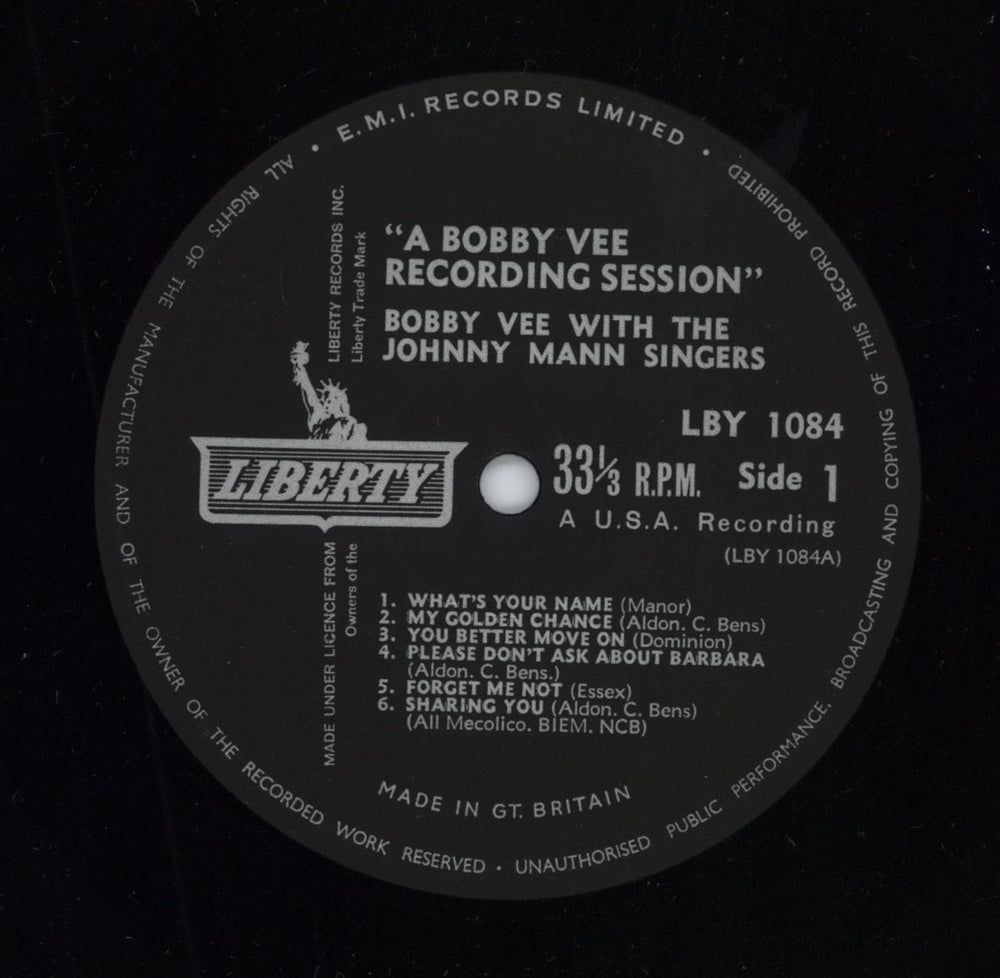 E.M.I. RECORDS LIMITED •
ALL RIGHTS OF THE MANUFACTURER AND OF THE OWNER OF THE RECORDED WORK RESERVED • UNAUTHORISED PUBLIC PERFORMANCE, BROADCASTING AND COPYING OF THIS RECORD PROHIBITED •
"A BOBBY VEE
RECORDING SESSION"
BOBBY VEE WITH THE
JOHNNY MANN SINGERS
LIBERTY RECORDS INC.
Liberty Trade Mark
LIBERTY
MADE UNDER LICENCE FROM
Owners of the
LBY 1084
33⅓ R.P.M. Side 1
A U.S.A. Recording
(LBY 1084A)
1. WHAT'S YOUR NAME (Manor)
2. MY GOLDEN CHANCE (Aldon. C. Bens)
3. YOU BETTER MOVE ON (Dominion)
4. PLEASE DON'T ASK ABOUT BARBARA
(Aldon. C. Bens.)
5. FORGET ME NOT (Essex)
6. SHARING YOU (Aldon. C. Bens)
(All Mecolico. BIEM. NCB)
MADE IN GT. BRITAIN